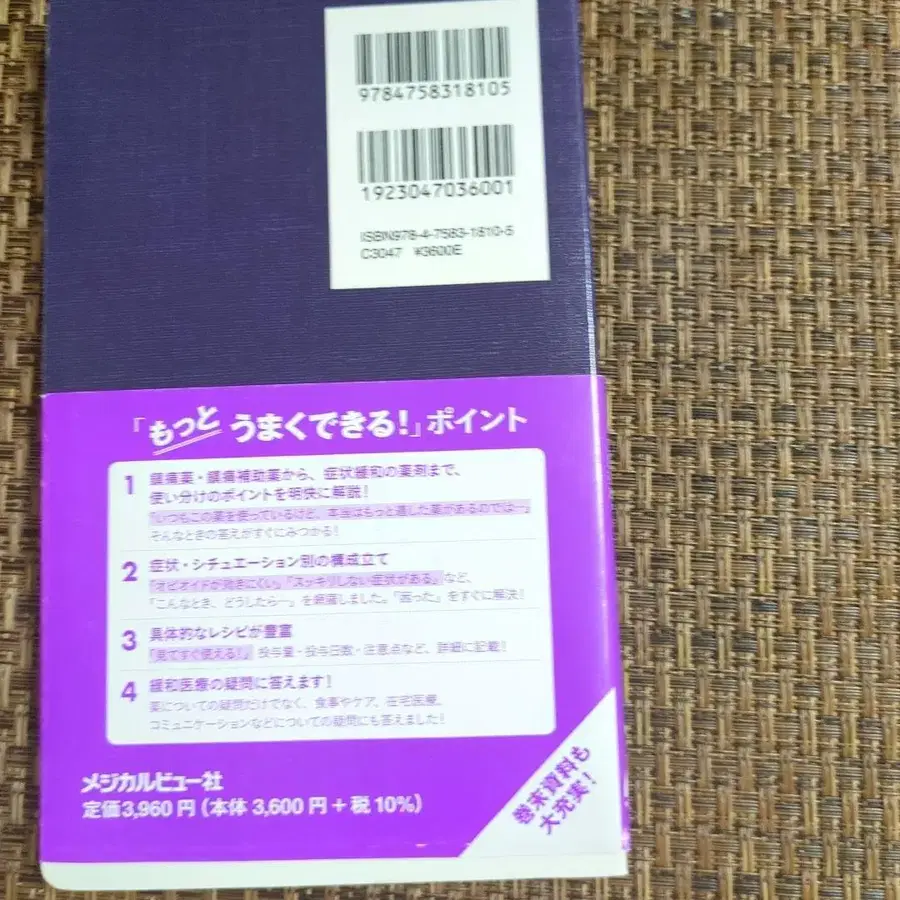 9784758318105
1923047036001
ISBN978-4-7583-1810-5
C3047 ¥3600E
「もっと うまくできる!」ポイント
1 鎮痛薬・鎮痛補助薬から、症状緩和の薬剤まで、
使い分けのポイントを明快に解説!
「いつもこの薬を使っているけど、本当はもっと適した薬があるのでは…」
そんなときの答えがすぐにみつかる!
2 症状・シチュエーション別の構成立て
「オピオイドが効きにくい」「スッキリしない症状がある」など、
「こんなとき、どうしたら…」を網羅しました。「困った」をすぐに解決!
3 具体的なレシピが豊富
「見てすぐ使える!」投与量・投与日数・注意点など、詳細に記載!
4 緩和医療の疑問に答えます!
薬についての疑問だけでなく、食事やケア、在宅医療、
コミュニケーションなどについての疑問にも答えました!
メジカルビュー社
定価3,960円(本体 3,600円+税10%)
巻末資料も
大充実!